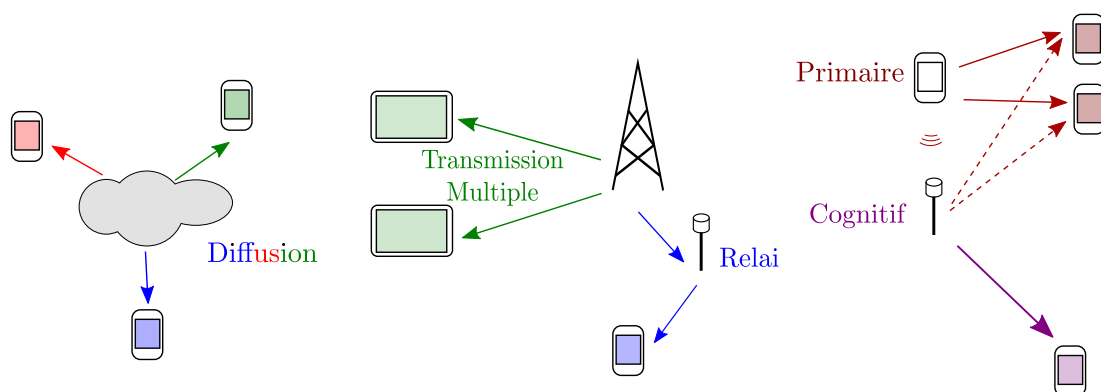 Diffusion
Transmission
Multiple
Relai
Primaire
Cognitif